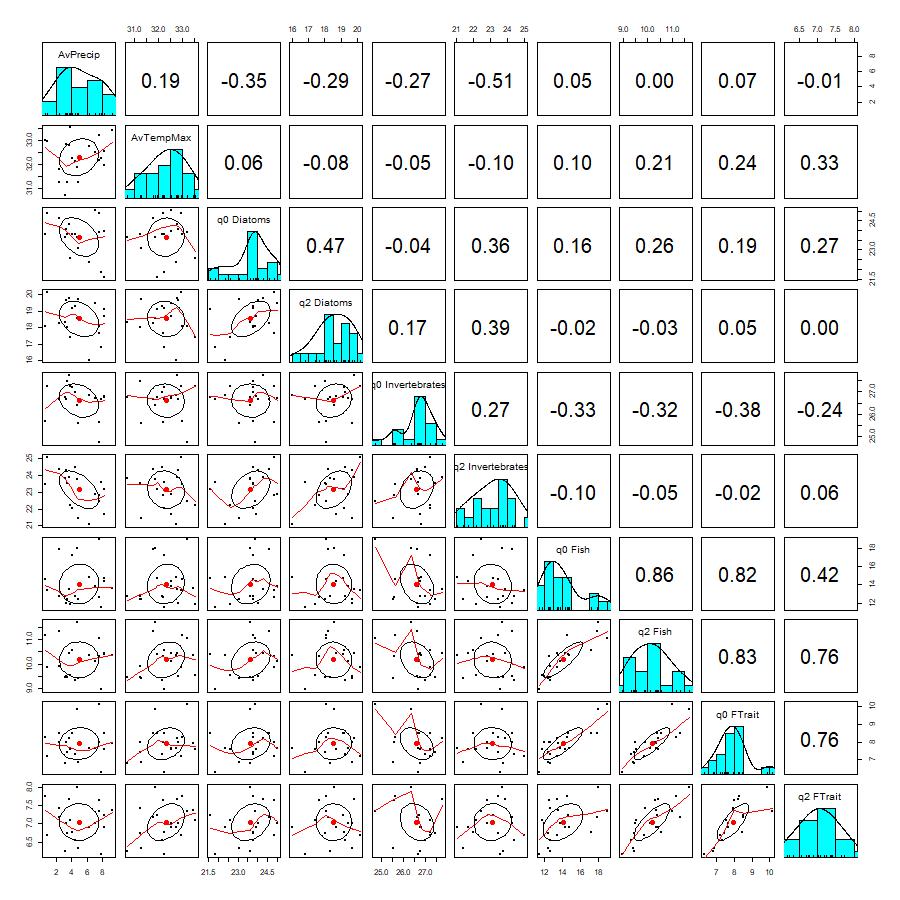 31.0 32.0 33.0 16 17 18 19 20 21 22 23 24 25 9.0 10.0 11.0 6.5 7.0 7.5 8.0
AvPrecip 0.19 -0.35 -0.29 -0.27 -0.51 0.05 0.00 0.07 -0.01 2 4 6 8
31.0 32.0 33.0 AvTempMax 0.06 -0.08 -0.05 -0.10 0.10 0.21 0.24 0.33
q0 Diatoms 0.47 -0.04 0.36 0.16 0.26 0.19 0.27 21.5 23.0 24.5
16 17 18 19 20 q2 Diatoms 0.17 0.39 -0.02 -0.03 0.05 0.00
q0 Invertebrates 0.27 -0.33 -0.32 -0.38 -0.24 25.0 26.0 27.0
21 22 23 24 25 q2 Invertebrates -0.10 -0.05 -0.02 0.06
q0 Fish 0.86 0.82 0.42 12 14 16 18
9.0 10.0 11.0 q2 Fish 0.83 0.76
q0 FTrait 0.76 7 8 9 10
6.5 7.0 7.5 8.0 q2 FTrait
2 4 6 8 21.5 23.0 24.5 25.0 26.0 27.0 12 14 16 18 7 8 9 10